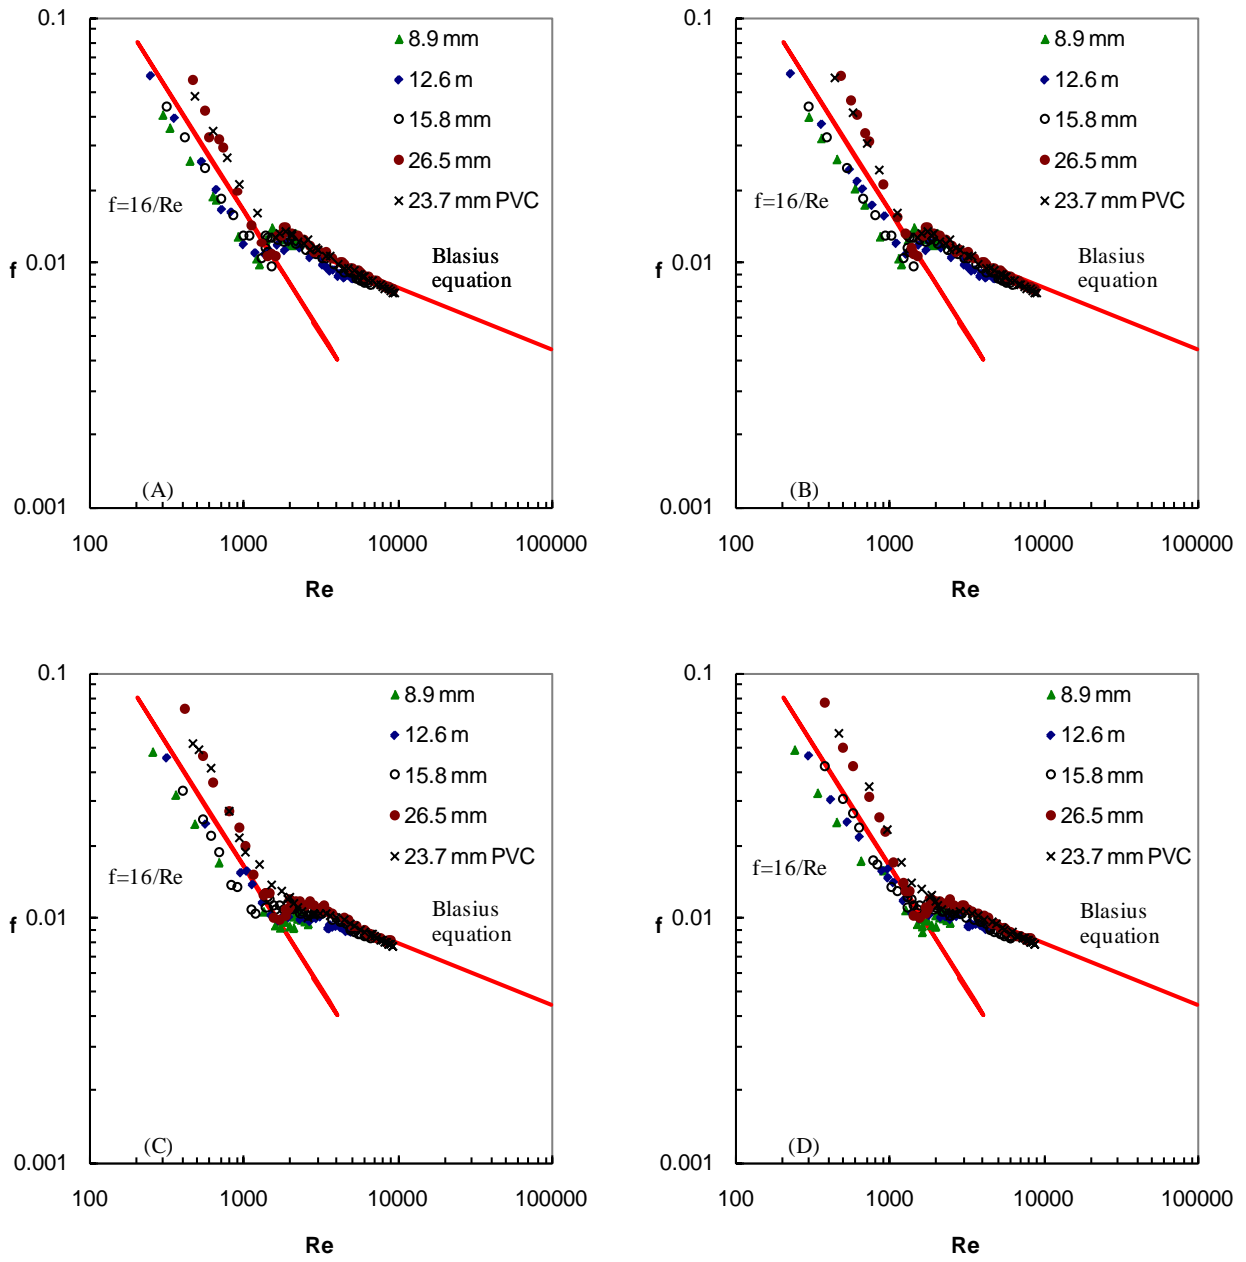 0.1
8.9 mm
12.6 m
15.8 mm
26.5 mm
23.7 mm PVC
f=16/Re
Blasius
equation
f
0.01
(A)
0.001
100 1000 10000 100000
Re
0.1
8.9 mm
12.6 m
15.8 mm
26.5 mm
23.7 mm PVC
f=16/Re
Blasius
equation
f
0.01
(B)
0.001
100 1000 10000 100000
Re
0.1
8.9 mm
12.6 m
15.8 mm
26.5 mm
23.7 mm PVC
f=16/Re
Blasius
equation
f
0.01
(C)
0.001
100 1000 10000 100000
Re
0.1
8.9 mm
12.6 m
15.8 mm
26.5 mm
23.7 mm PVC
f=16/Re
Blasius
equation
f
0.01
(D)
0.001
100 1000 10000 100000
Re